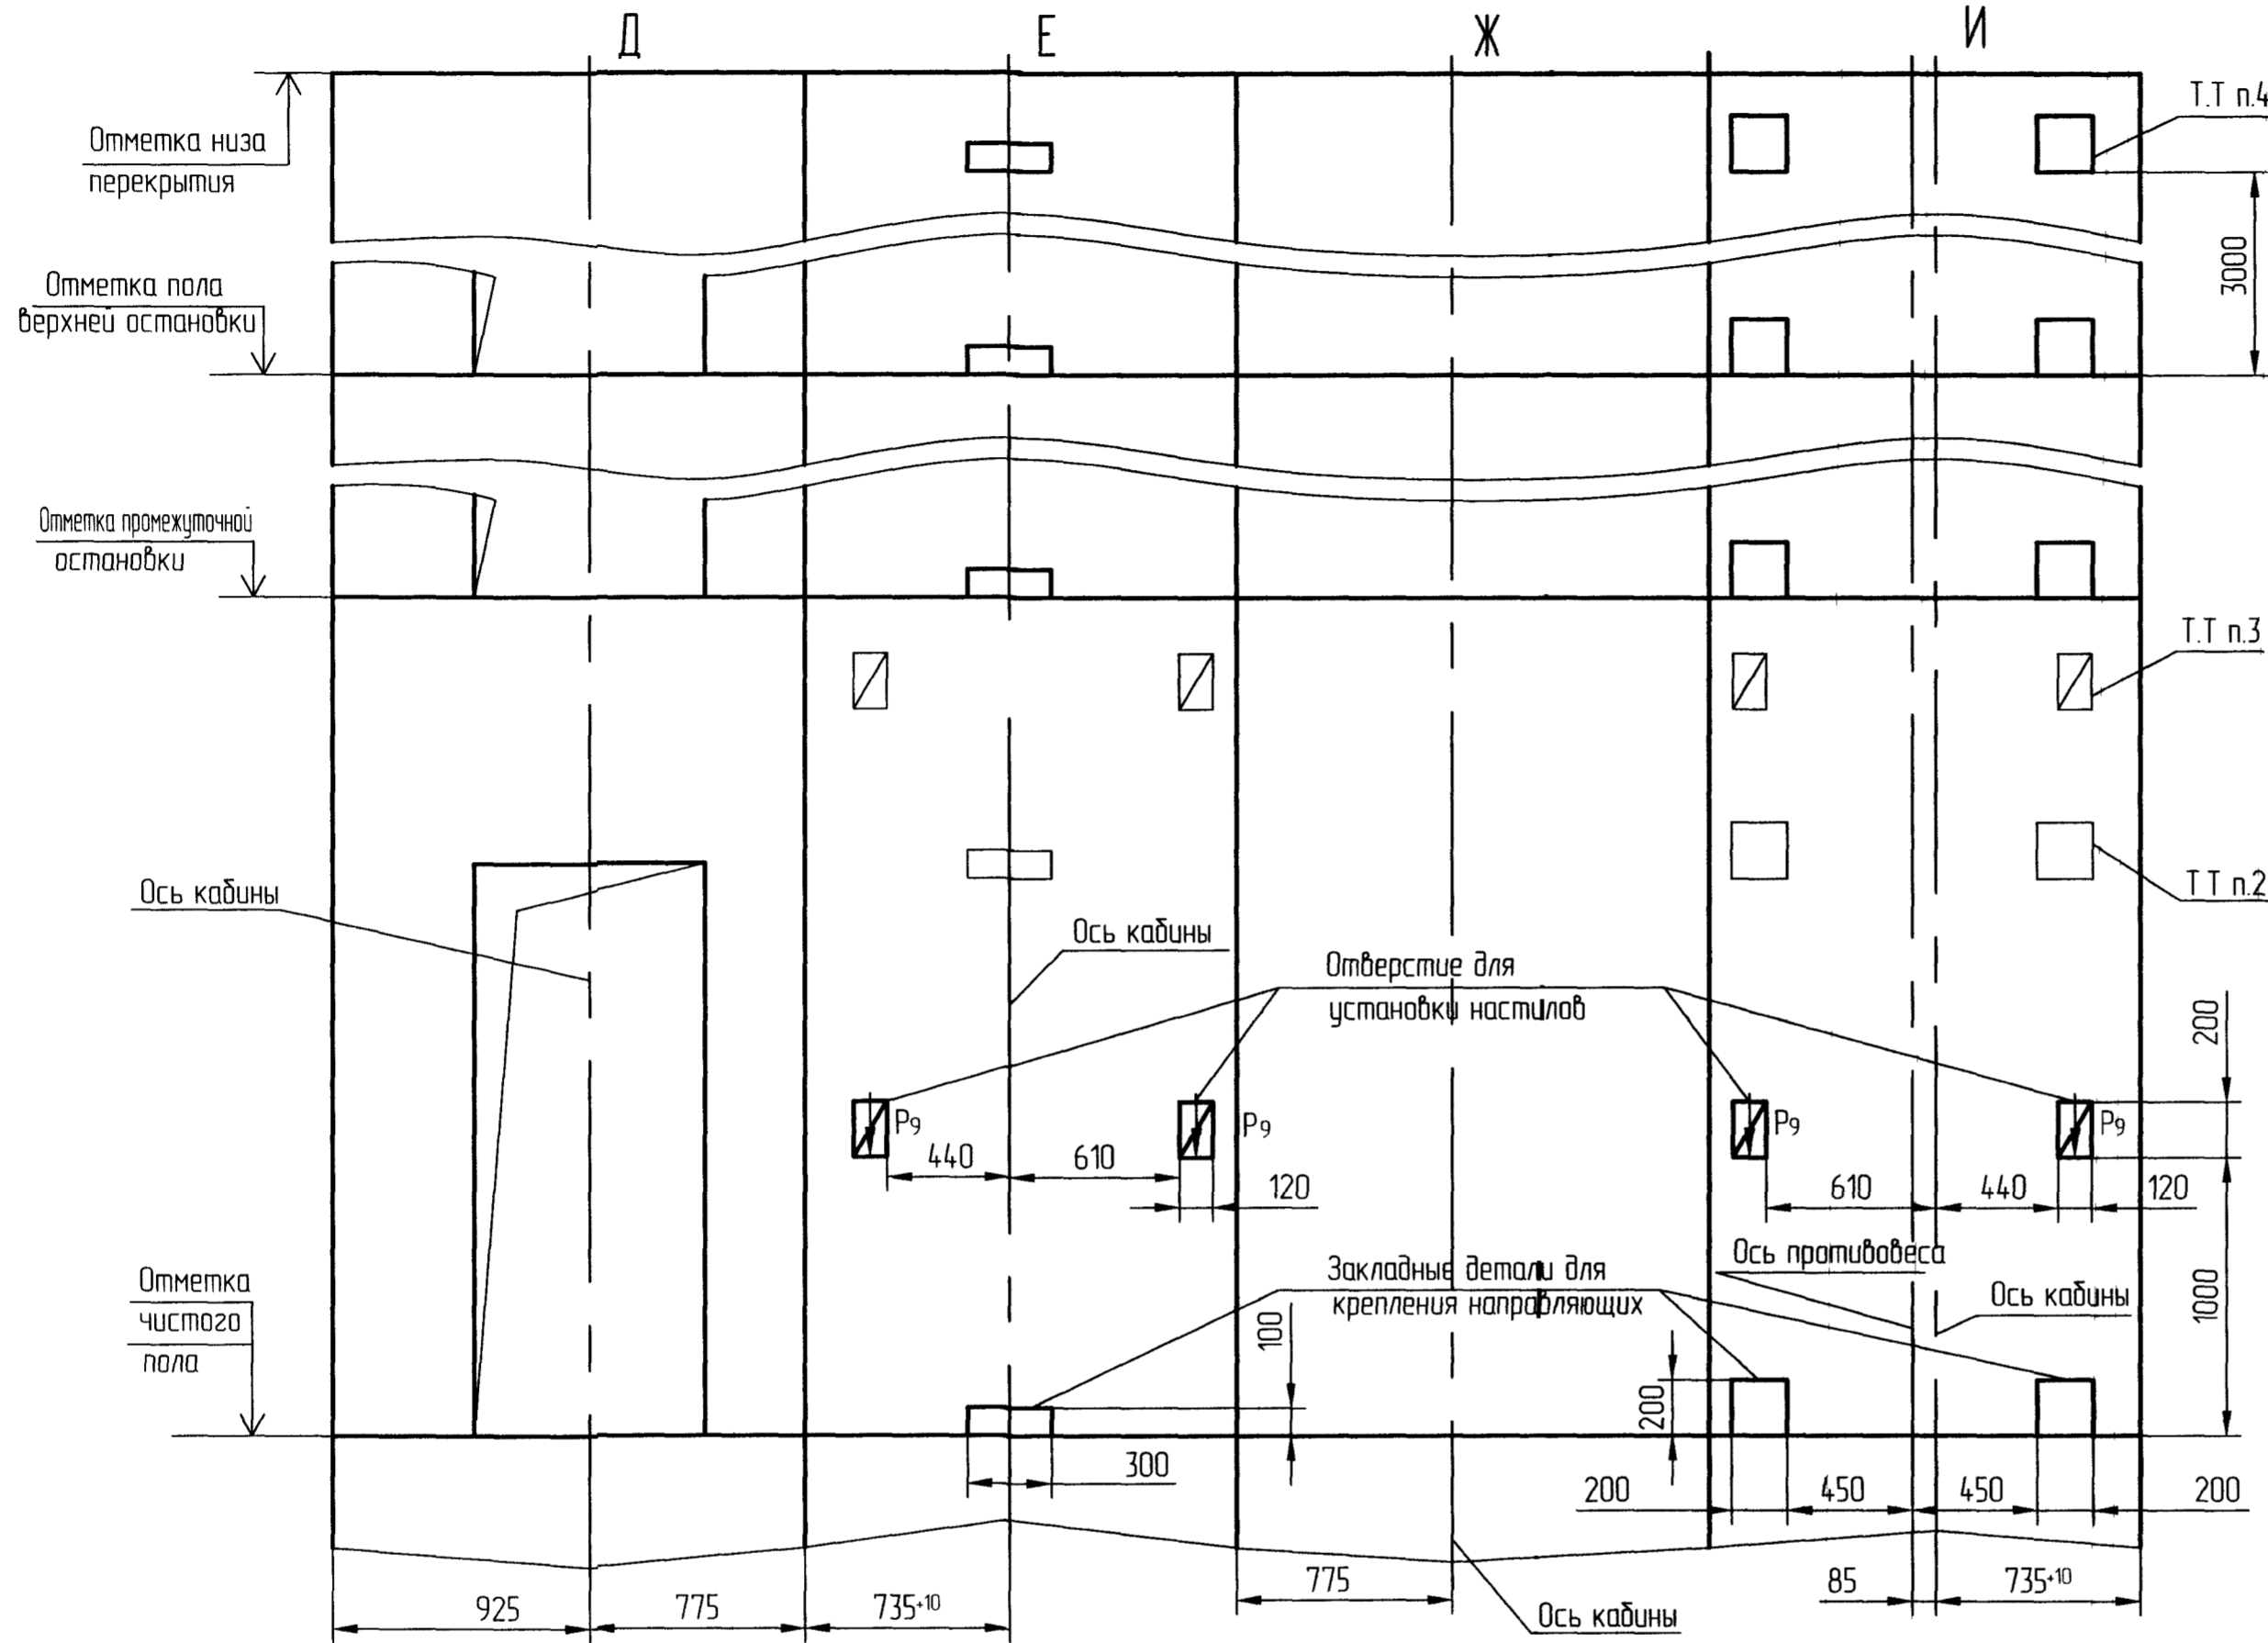 Д
Е
Ж
И
Т.Т п.4
Отметка низа
перекрытия
3000
Отметка пола
верхней остановки
Отметка промежуточной
остановки
Т.Т п.3
Т Т п.2
Ось кабины
Ось кабины
Отверстие для
установки настилов
200
Р9
Р9
Р9
Р9
440
610
120
610
440
120
Ось противовеса
Закладные детали для
крепления направляющих
Ось кабины
1000
Отметка
чистого
пола
100
200
300
200
450
450
200
925
775
735+10
775
85
735+10
Ось кабины